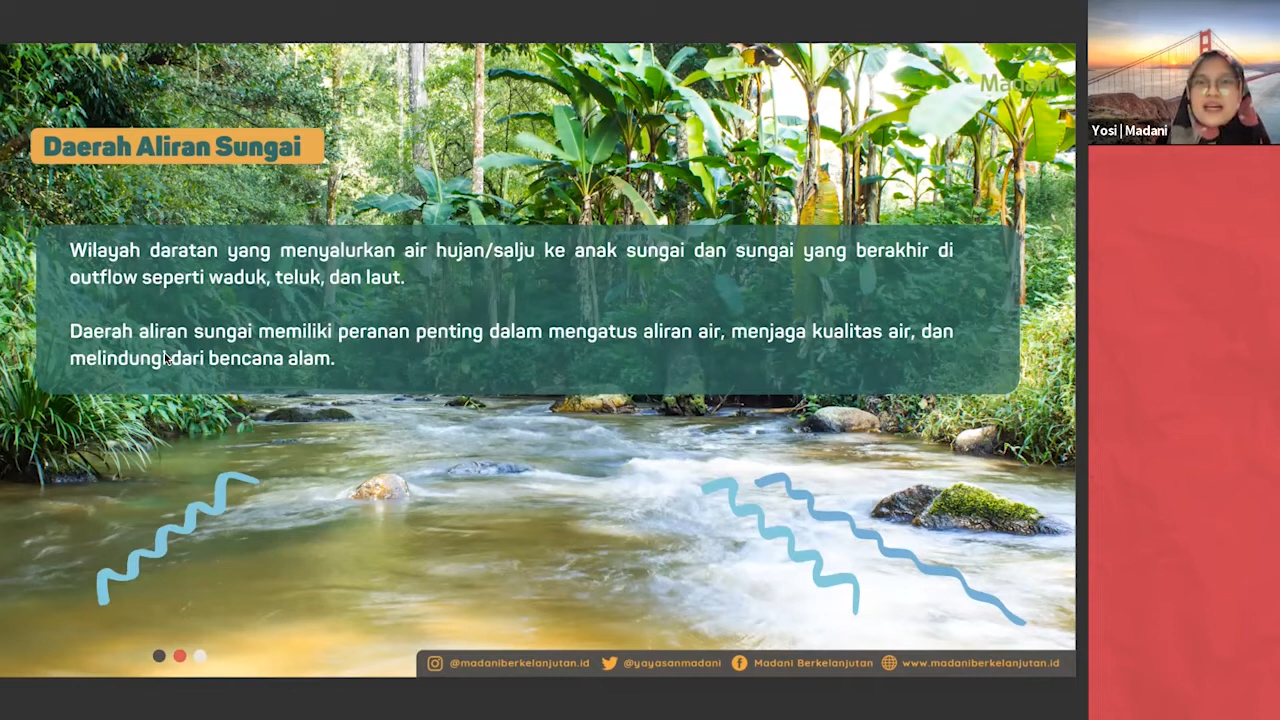 Madani
Daerah Aliran Sungai
Wilayah daratan yang menyalurkan air hujan/salju ke anak sungai dan sungai yang berakhir di
outflow seperti waduk, teluk, dan laut.
Daerah aliran sungai memiliki peranan penting dalam mengatus aliran air, menjaga kualitas air, dan
melindungi dari bencana alam.
@madaniberkelanjutan.id @yayasanmadani Madani Berkelanjutan www.madaniberkelanjutan.id
Yosi | Madani